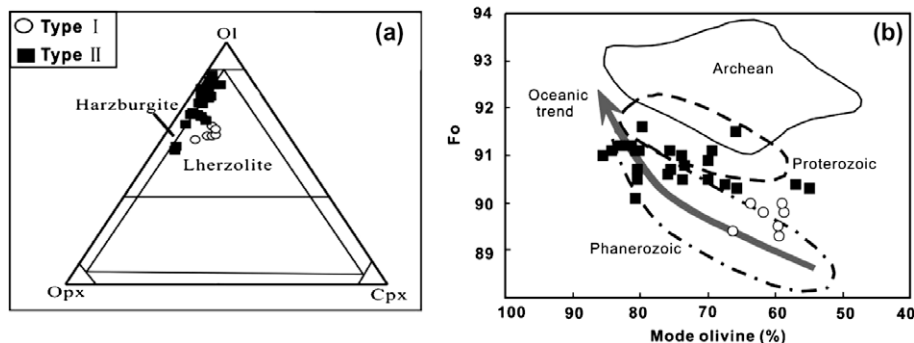 Type I
Type II
(a)
Ol
Harzburgite
Lherzolite
Opx
Cpx
(b)
94
93
92
91
90
89
Fo
Archean
Oceanic
trend
Proterozoic
Phanerozoic
100
90
80
70
60
50
40
Mode olivine (%)